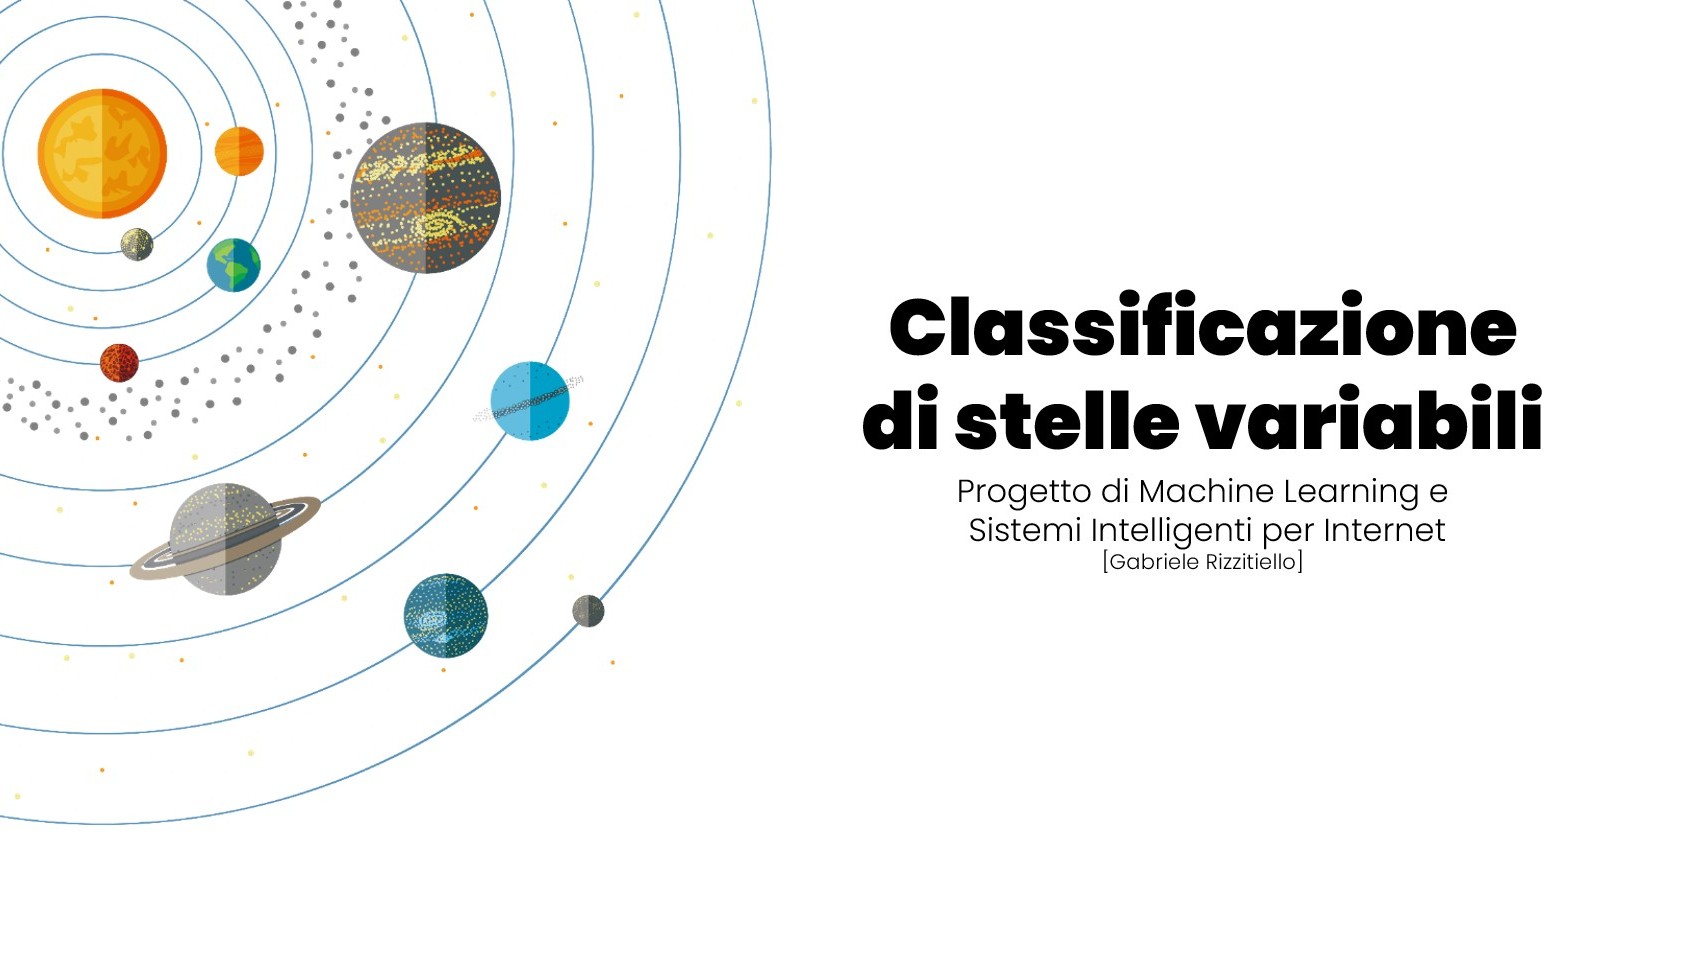 Classificazione
di stelle variabili
Progetto di Machine Learning e
Sistemi Intelligenti per Internet
[Gabriele Rizzitiello]